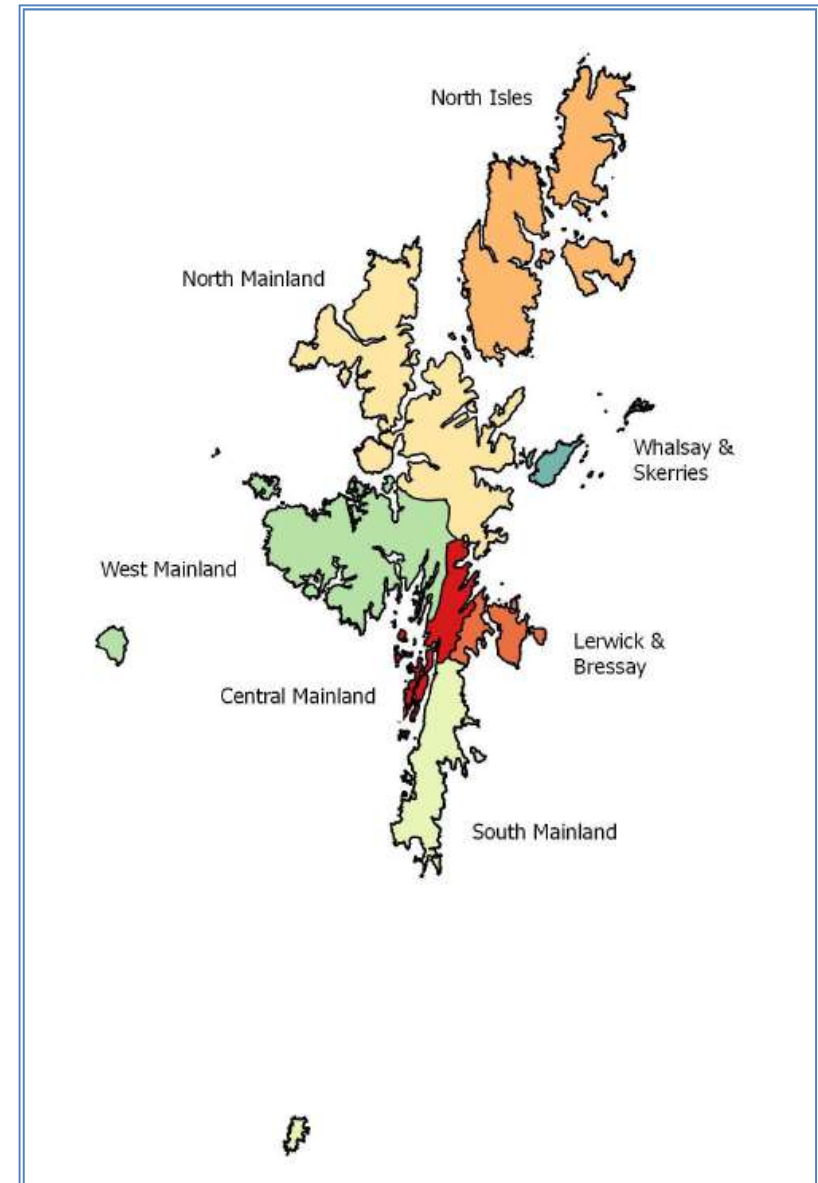 North Isles
North Mainland
Whalsay &
Skerries
West Mainland
Lerwick &
Bressay
Central Mainland
South Mainland